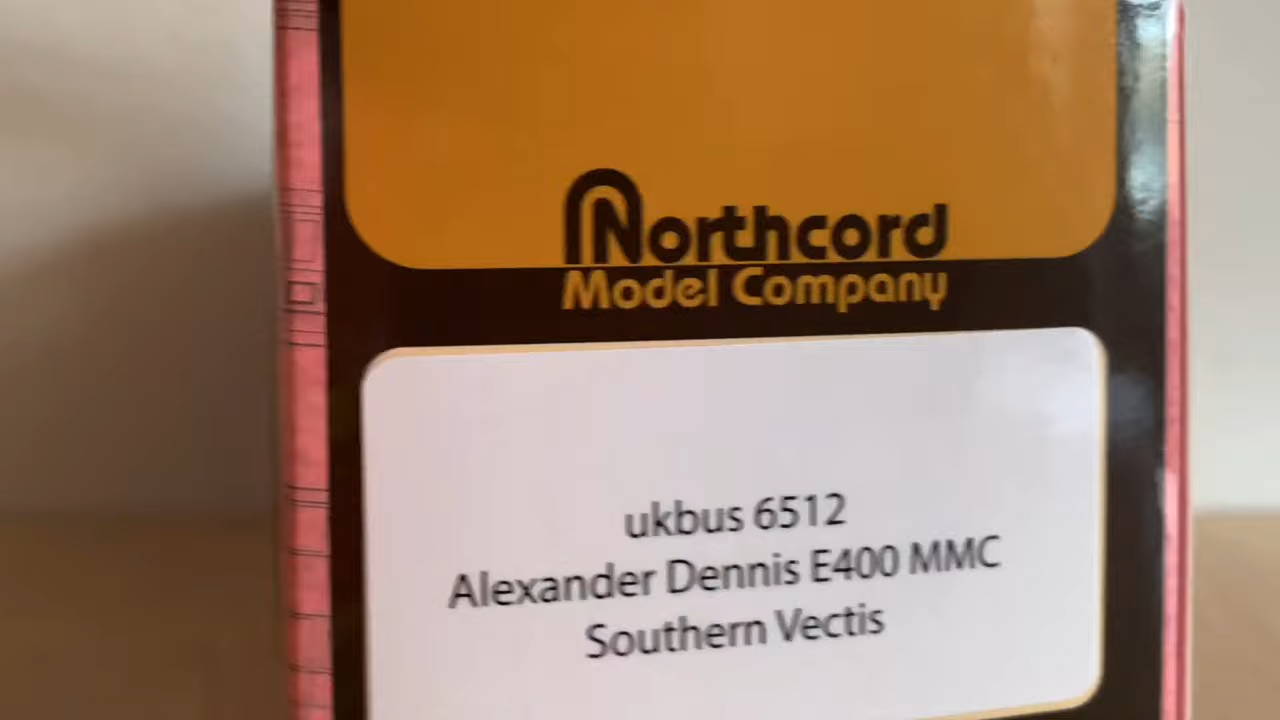 Northcord
Model Company
ukbus 6512
Alexander Dennis E400 MMC
Southern Vectis